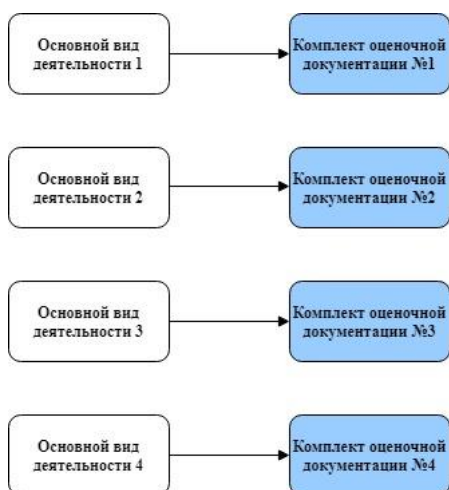 Основной вид
деятельности 1
Комплект оценочной
документации №1
Основной вид
деятельности 2
Комплект оценочной
документации №2
Основной вид
деятельности 3
Комплект оценочной
документации №3
Основной вид
деятельности 4
Комплект оценочной
документации №4